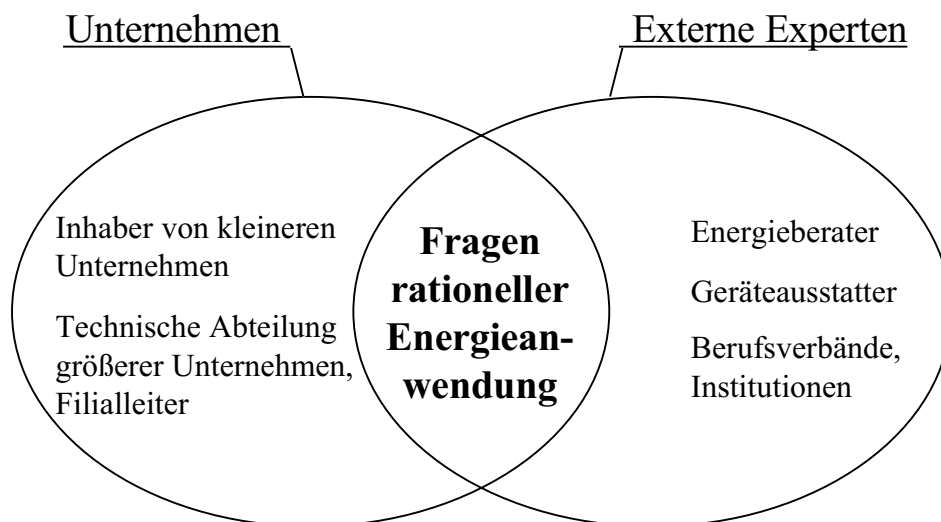 Unternehmen
Externe Experten
Inhaber von kleineren
Unternehmen
Technische Abteilung
größerer Unternehmen,
Filialleiter
Fragen
rationeller
Energiean-
wendung
Energieberater
Geräteausstatter
Berufsverbände,
Institutionen